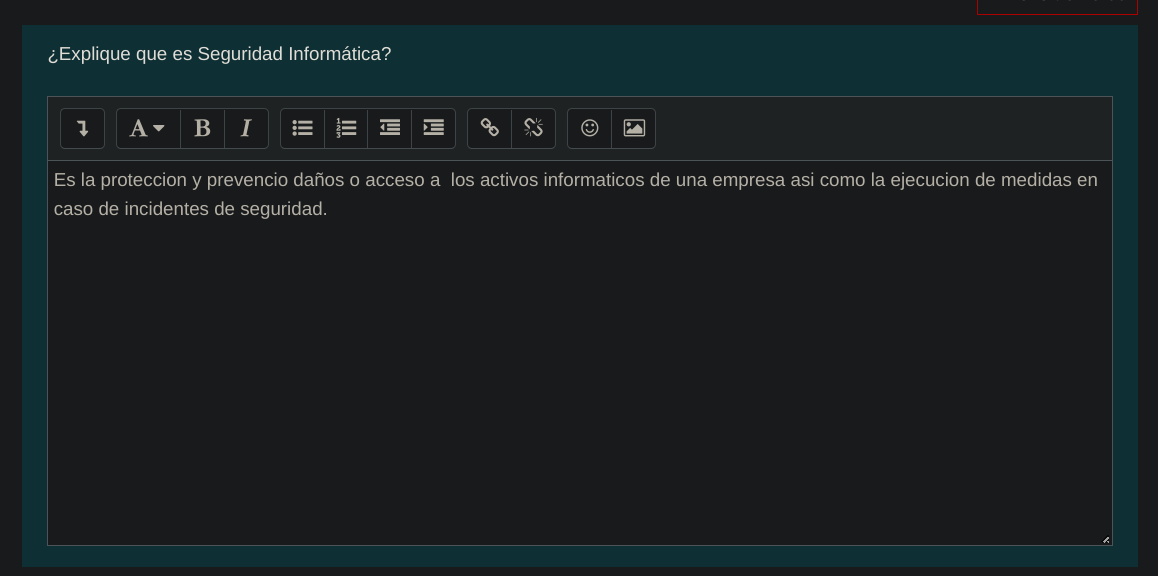 ¿Explique que es Seguridad Informática?
A B I
Es la proteccion y prevencio daños o acceso a  los activos informaticos de una empresa asi como la ejecucion de medidas en
caso de incidentes de seguridad.